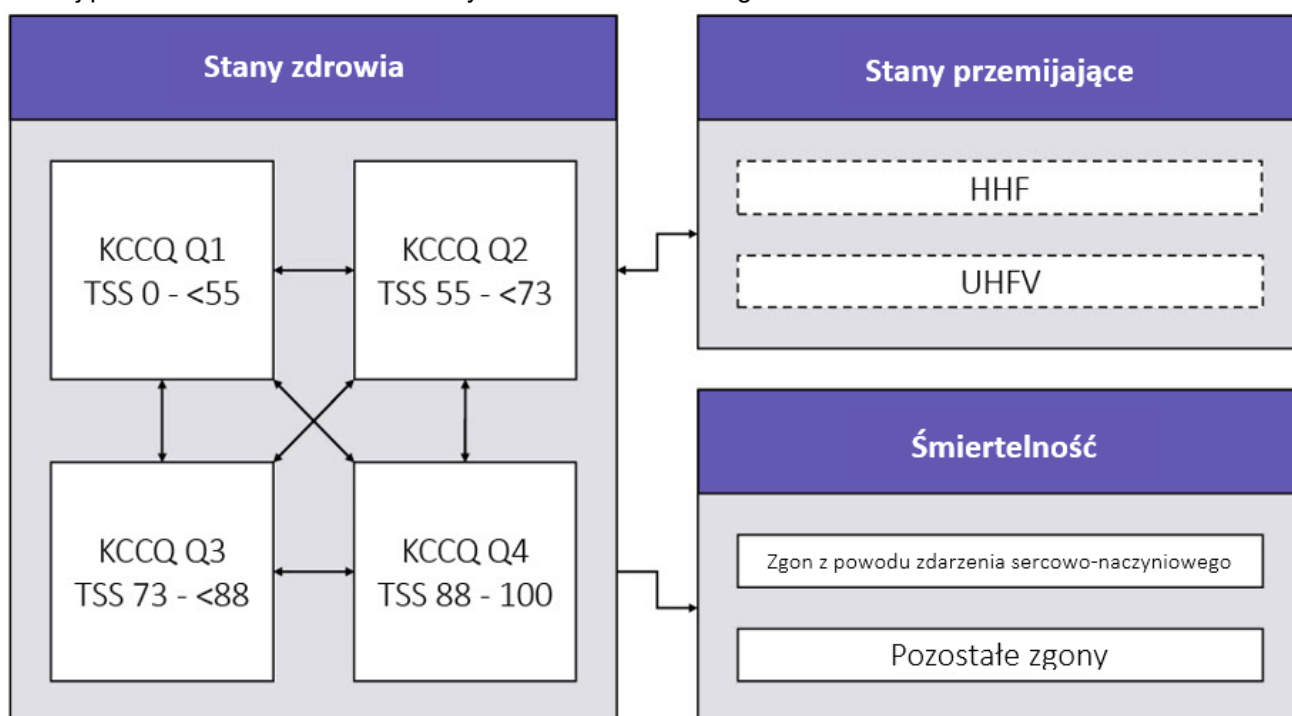 Stany zdrowia
KCCQ Q1
TSS 0 - <55
KCCQ Q2
TSS 55 - <73
KCCQ Q3
TSS 73 - <88
KCCQ Q4
TSS 88 - 100
Stany przemijające
HHF
UHFV
Śmiertelność
Zgon z powodu zdarzenia sercowo-naczyniowego
Pozostałe zgony